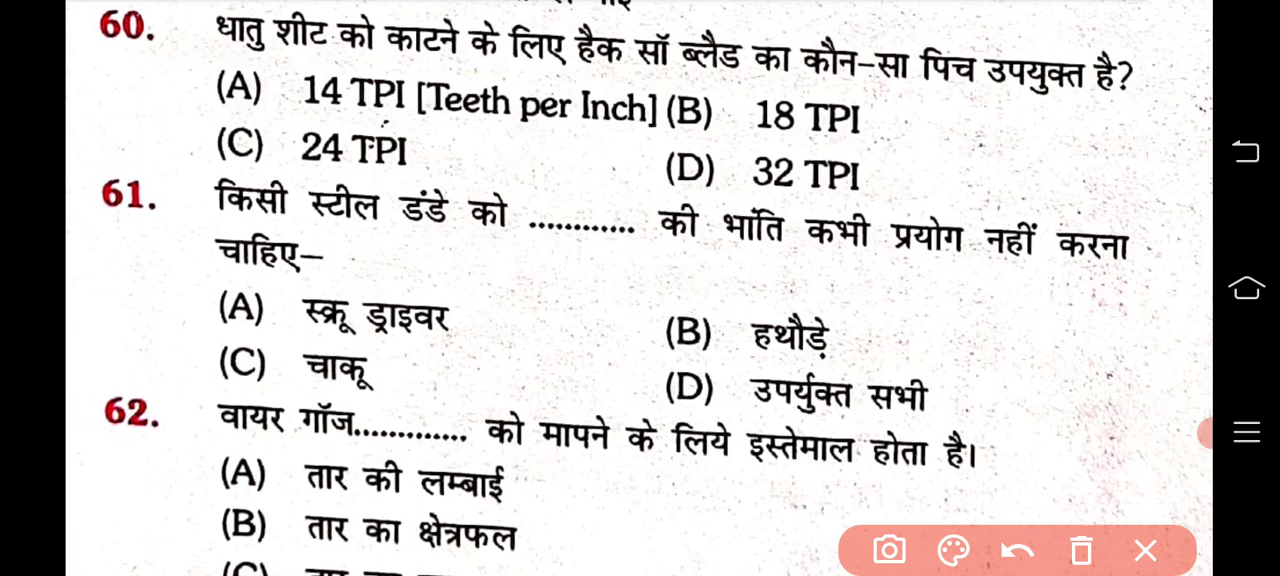 60. धातु शीट को काटने के लिए हैक सॉ ब्लैड का कौन-सा पिच उपयुक्त है?
(A) 14 TPI [Teeth per Inch] (B) 18 TPI
(C) 24 TPI (D) 32 TPI
61. किसी स्टील डंडे को ............ की भांति कभी प्रयोग नहीं करना
चाहिए–
(A) स्क्रू ड्राइवर (B) हथौड़े
(C) चाकू (D) उपर्युक्त सभी
62. वायर गॉज............. को मापने के लिये इस्तेमाल होता है।
(A) तार की लम्बाई
(B) तार का क्षेत्रफल
(C)